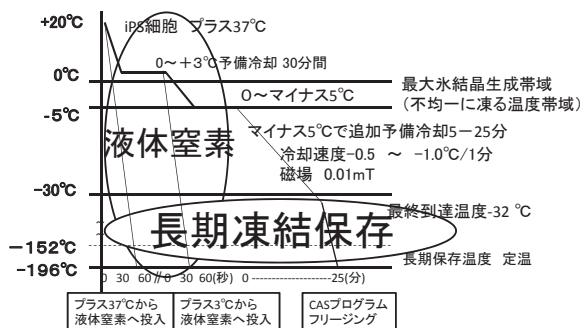 +20℃
iPS細胞 プラス37℃
0～＋3℃予備冷却 30分間
0℃
最大氷結晶生成帯域
(不均一に凍る温度帯域)
0～マイナス5℃
-5℃
液体窒素
マイナス5℃で追加予備冷却5－25分
冷却速度-0.5 ～ -1.0℃/1分
磁場 0.01mT
-30℃
最終到達温度-32 ℃
長期凍結保存
－152℃
長期保存温度 定温
－196℃
0 30 60 // 0 30 60(秒) 0 --------------------25(分)
プラス37℃から
液体窒素へ投入
プラス3℃から
液体窒素へ投入
CASプログラム
フリージング